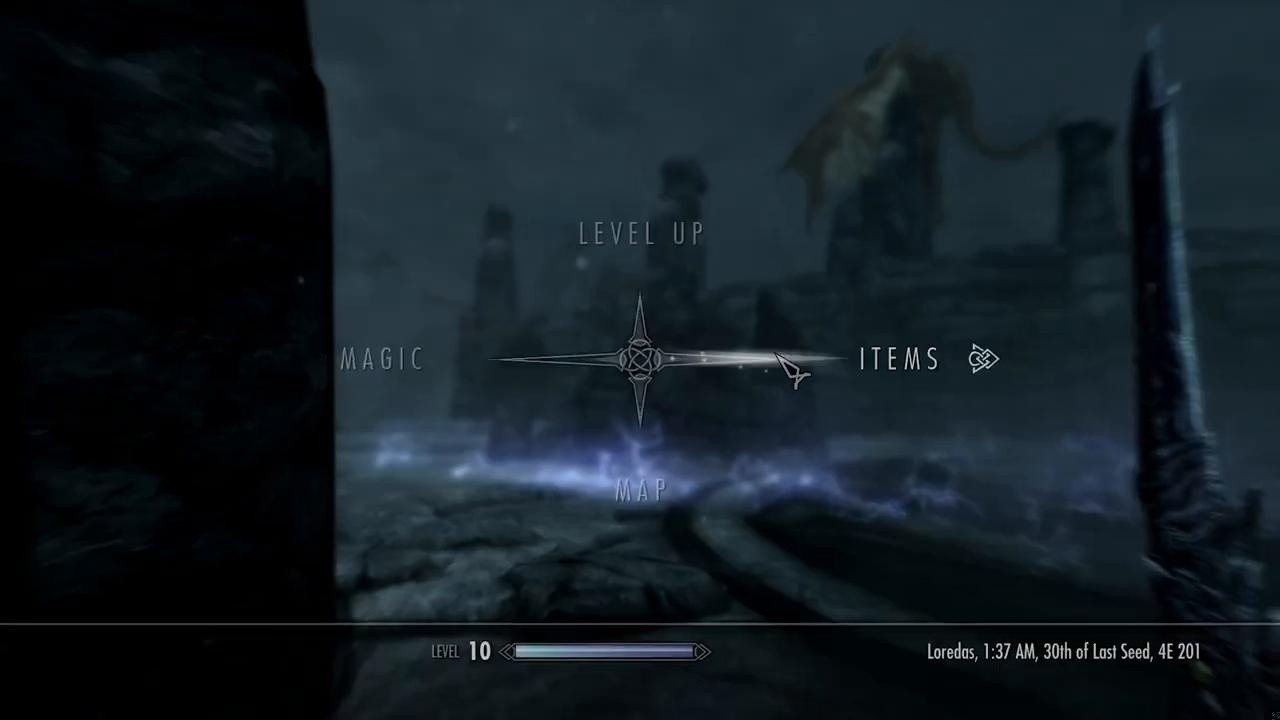 LEVEL UP
MAGIC
ITEMS
MAP
LEVEL 10
Loredas, 1:37 AM, 30th of Last Seed, 4E 201